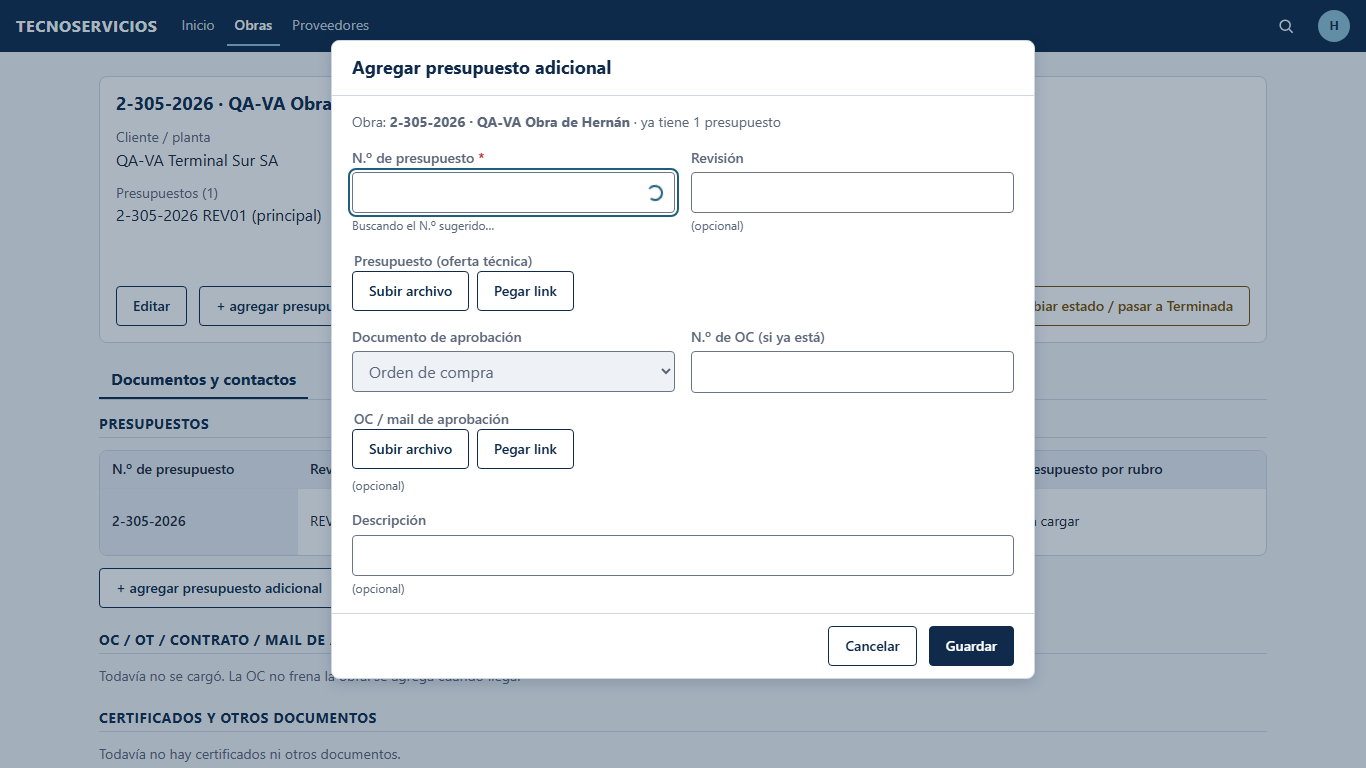 TECNOSERVICIOS Inicio Obras Proveedores H
Agregar presupuesto adicional
2-305-2026 · QA-VA Obra
Obra: 2-305-2026 · QA-VA Obra de Hernán · ya tiene 1 presupuesto
Cliente / planta
QA-VA Terminal Sur SA
N.º de presupuesto * Revisión
Presupuestos (1)
2-305-2026 REV01 (principal)
Buscando el N.º sugerido... (opcional)
Presupuesto (oferta técnica)
Subir archivo Pegar link
Editar + agregar presupu
biar estado / pasar a Terminada
Documento de aprobación N.º de OC (si ya está)
Orden de compra
Documentos y contactos
OC / mail de aprobación
PRESUPUESTOS
Subir archivo Pegar link
N.º de presupuesto Rev
esupuesto por rubro
(opcional)
2-305-2026 REV
cargar
Descripción
(opcional)
+ agregar presupuesto adicional
OC / OT / CONTRATO / MAIL DE
Cancelar Guardar
Todavía no se cargó. La OC no frena la
CERTIFICADOS Y OTROS DOCUMENTOS
Todavía no hay certificados ni otros documentos.